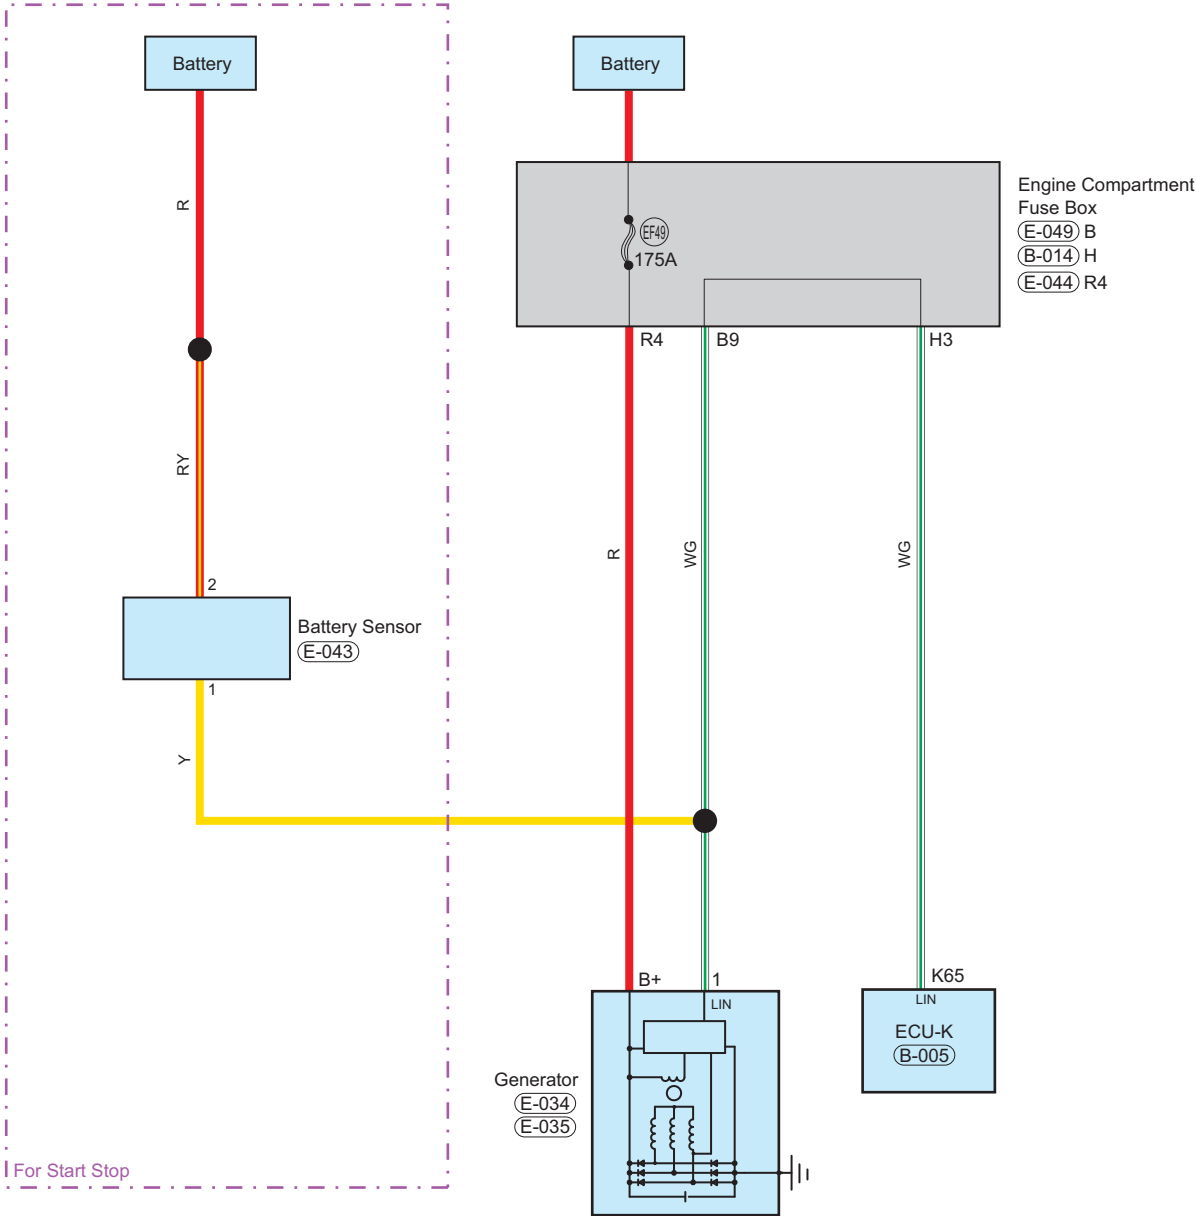 Battery
Battery
R
Engine Compartment
Fuse Box
E-049 B
B-014 H
E-044 R4
EF49
175A
R4
B9
H3
RY
R
WG
WG
2
Battery Sensor
E-043
1
Y
B+
1
LIN
K65
LIN
ECU-K
B-005
Generator
E-034
E-035
For Start Stop